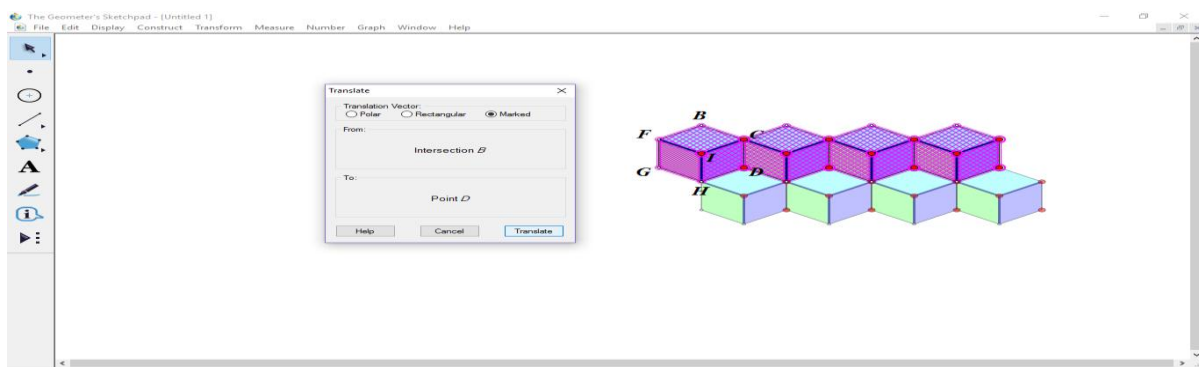 The Geometer's Sketchpad - [Untitled 1]
File Edit Display Construct Transform Measure Number Graph Window Help
A
Translate
Translation Vector:
Polar Rectangular Marked
From:
Intersection B
To:
Point D
Help Cancel Translate
B
F C
I
G D
H